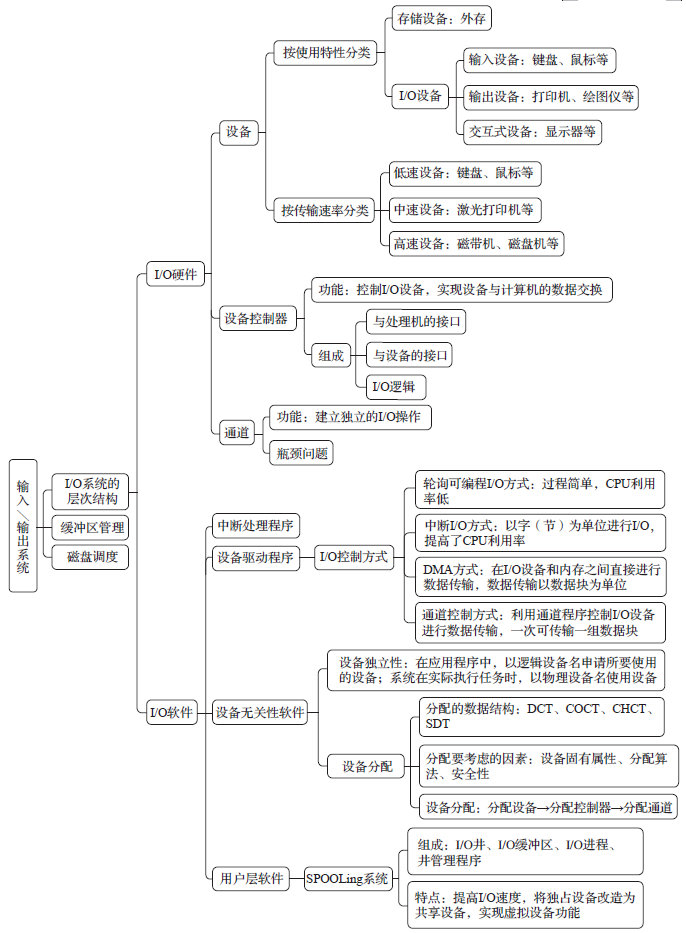 输入／输出系统
I/O系统的
层次结构
缓冲区管理
磁盘调度
I/O硬件
设备
按使用特性分类
存储设备：外存
I/O设备
输入设备：键盘、鼠标等
输出设备：打印机、绘图仪等
交互式设备：显示器等
按传输速率分类
低速设备：键盘、鼠标等
中速设备：激光打印机等
高速设备：磁带机、磁盘机等
设备控制器
功能：控制I/O设备，实现设备与计算机的数据交换
组成
与处理机的接口
与设备的接口
I/O逻辑
通道
功能：建立独立的I/O操作
瓶颈问题
I/O软件
中断处理程序
设备驱动程序
I/O控制方式
轮询可编程I/O方式：过程简单，CPU利用
率低
中断I/O方式：以字（节）为单位进行I/O，
提高了CPU利用率
DMA方式：在I/O设备和内存之间直接进行
数据传输，数据传输以数据块为单位
通道控制方式：利用通道程序控制I/O设备
进行数据传输，一次可传输一组数据块
设备无关性软件
设备独立性：在应用程序中，以逻辑设备名申请所要使用
的设备；系统在实际执行任务时，以物理设备名使用设备
设备分配
分配的数据结构：DCT、COCT、CHCT、
SDT
分配要考虑的因素：设备固有属性、分配算
法、安全性
设备分配：分配设备→分配控制器→分配通道
用户层软件
SPOOLing系统
组成：I/O井、I/O缓冲区、I/O进程、
井管理程序
特点：提高I/O速度，将独占设备改造为
共享设备，实现虚拟设备功能